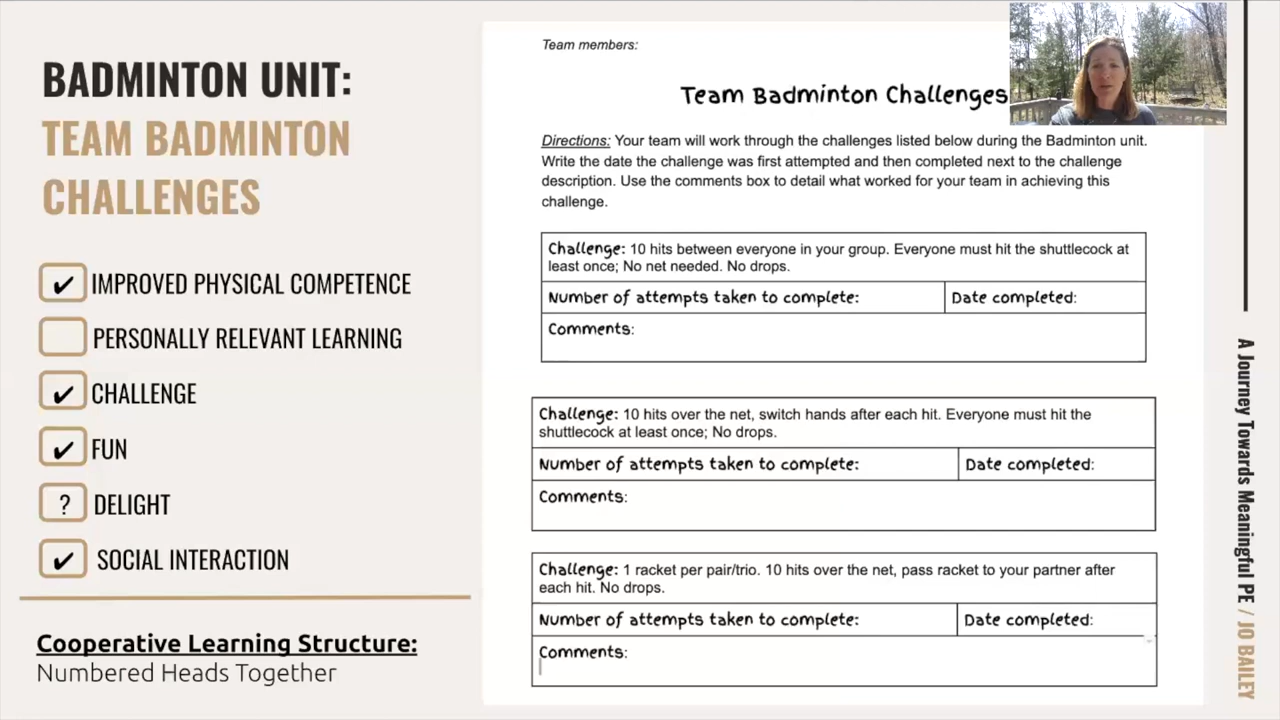 BADMINTON UNIT:
TEAM BADMINTON
CHALLENGES
✔ IMPROVED PHYSICAL COMPETENCE
PERSONALLY RELEVANT LEARNING
✔ CHALLENGE
✔ FUN
? DELIGHT
✔ SOCIAL INTERACTION
Cooperative Learning Structure:
Numbered Heads Together
Team members:
Team Badminton Challenges
Directions: Your team will work through the challenges listed below during the Badminton unit.
Write the date the challenge was first attempted and then completed next to the challenge
description. Use the comments box to detail what worked for your team in achieving this
challenge.
Challenge: 10 hits between everyone in your group. Everyone must hit the shuttlecock at
least once; No net needed. No drops.
Number of attempts taken to complete: Date completed:
Comments:
Challenge: 10 hits over the net, switch hands after each hit. Everyone must hit the
shuttlecock at least once; No drops.
Number of attempts taken to complete: Date completed:
Comments:
Challenge: 1 racket per pair/trio. 10 hits over the net, pass racket to your partner after
each hit. No drops.
Number of attempts taken to complete: Date completed:
Comments:
A Journey Towards Meaningful PE / JO BAILEY